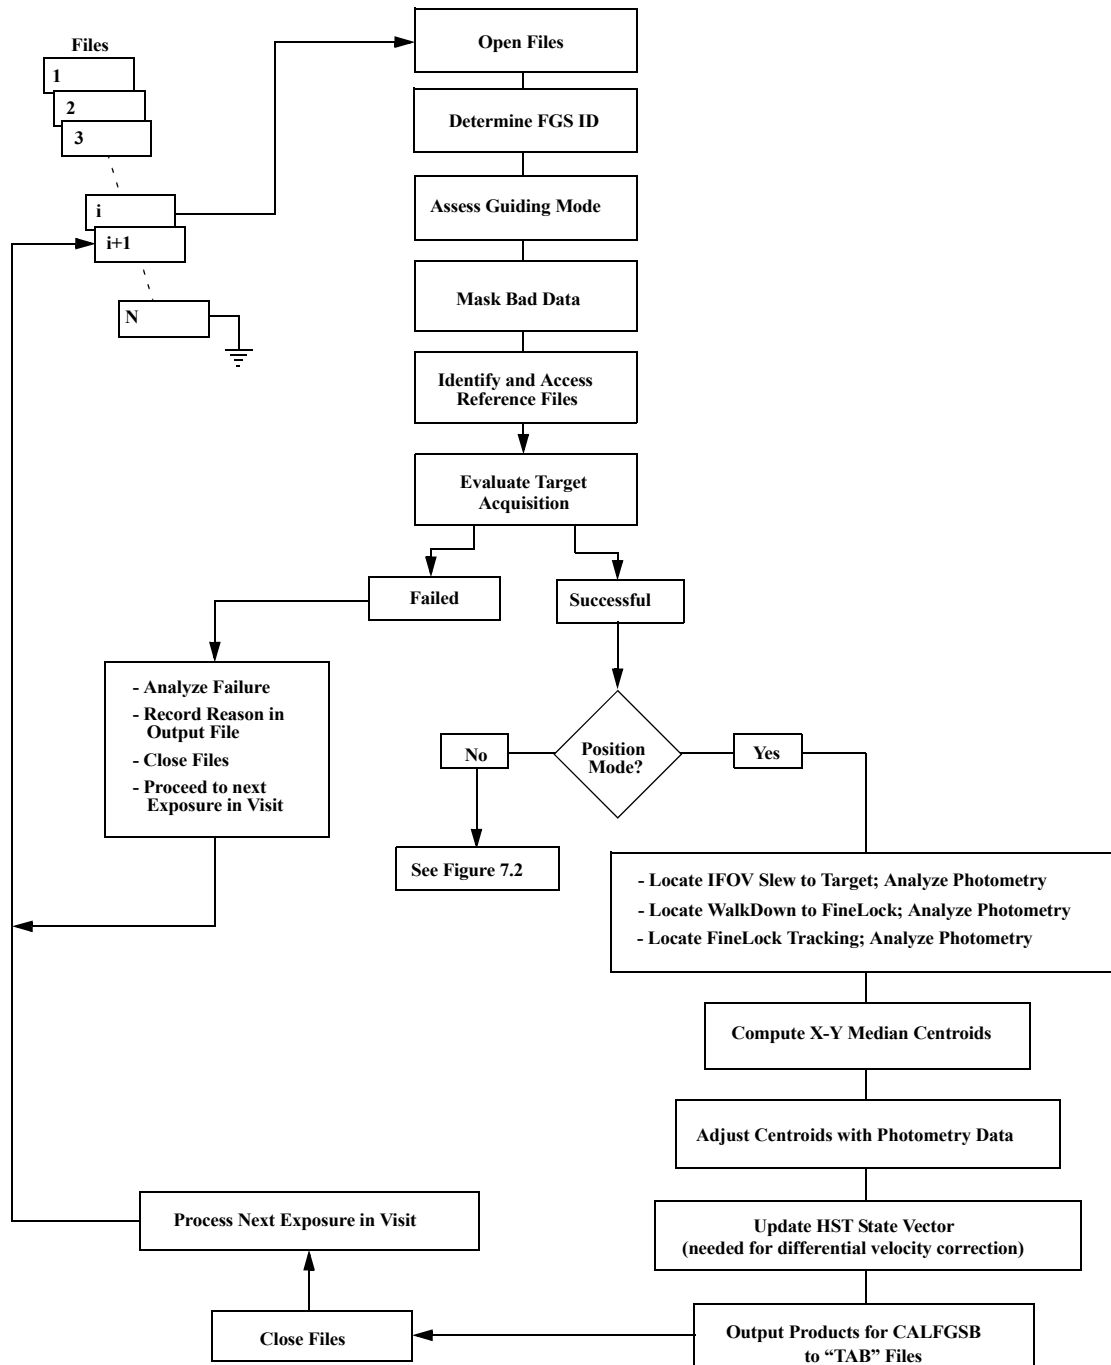 Files
1
2
3
i
i+1
N
Open Files
Determine FGS ID
Assess Guiding Mode
Mask Bad Data
Identify and Access
Reference Files
Evaluate Target
Acquisition
Failed
Successful
- Analyze Failure
- Record Reason in
Output File
- Close Files
- Proceed to next
Exposure in Visit
No
Position
Mode?
Yes
See Figure 7.2
- Locate IFOV Slew to Target; Analyze Photometry
- Locate WalkDown to FineLock; Analyze Photometry
- Locate FineLock Tracking; Analyze Photometry
Compute X-Y Median Centroids
Adjust Centroids with Photometry Data
Update HST State Vector
(needed for differential velocity correction)
Output Products for CALFGSB
to “TAB” Files
Close Files
Process Next Exposure in Visit